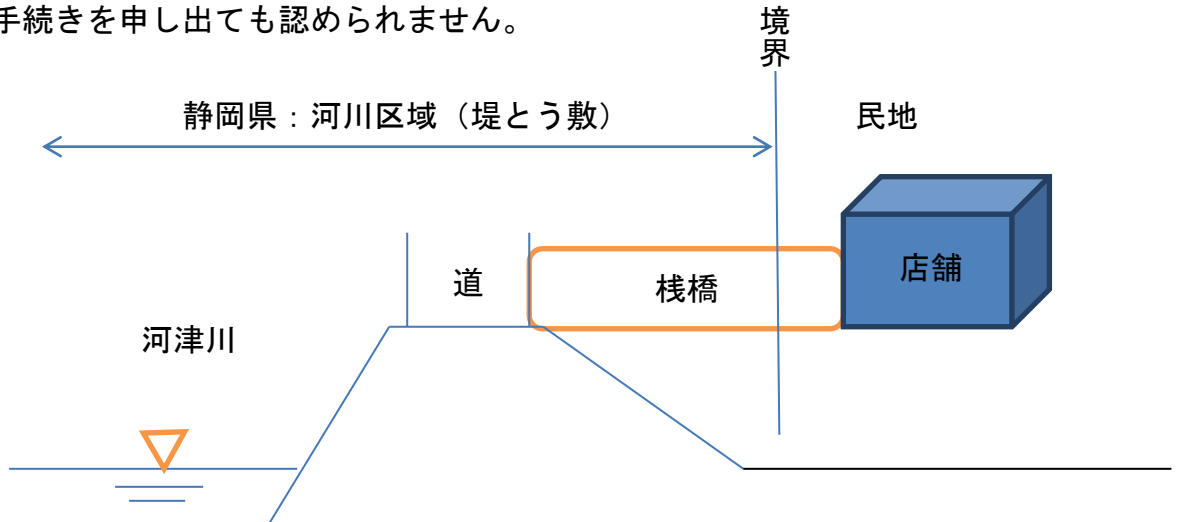 手続きを申し出ても認められません。
境界
静岡県：河川区域（堤とう敷）
民地
道
桟橋
店舗
河津川